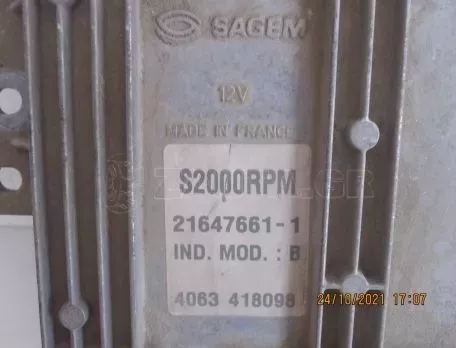 SAGEM
12V
MADE IN FRANCE
S2000RPM
21647661-1
IND. MOD. : B
4063 418098
24/10/2021 17:07